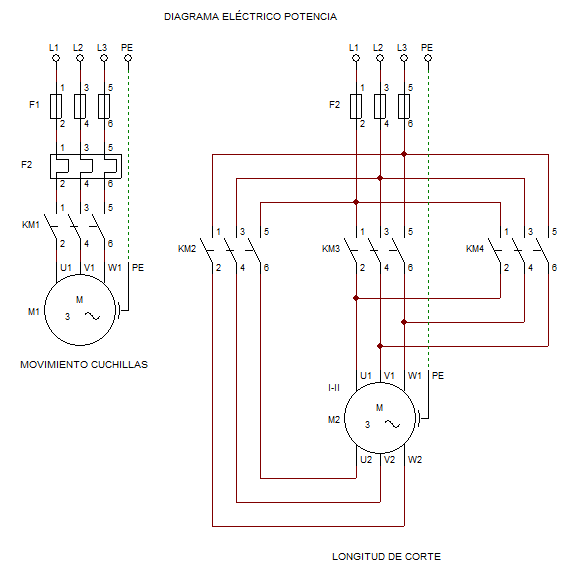 DIAGRAMA ELÉCTRICO POTENCIA
L1 L2 L3 PE
L1 L2 L3 PE
1 3 5
F1
2 4 6
1 3 5
F2
2 4 6
1 3 5
F2
2 4 6
1 3 5
KM1
2 4 6
1 3 5
KM2
2 4 6
1 3 5
KM3
2 4 6
1 3 5
KM4
2 4 6
U1 V1 W1 PE
M1
M
3
MOVIMIENTO CUCHILLAS
U1 V1 W1 PE
I-II
M2
M
3
U2 V2 W2
LONGITUD DE CORTE